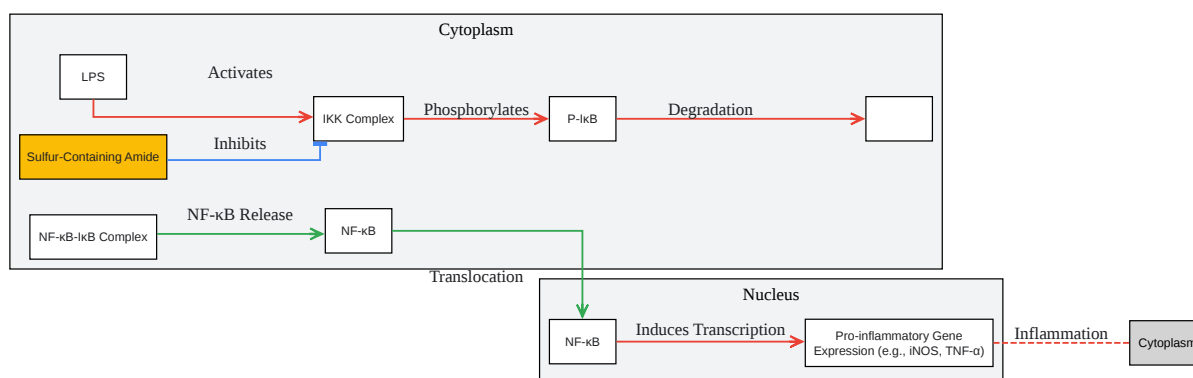 Cytoplasm
LPS
Activates
IKK Complex
Phosphorylates
P-IκB
Degradation
Sulfur-Containing Amide
Inhibits
NF-κB-IκB Complex
NF-κB Release
NF-κB
Translocation
Nucleus
NF-κB
Induces Transcription
Pro-inflammatory Gene
Expression (e.g., iNOS, TNF-α)
Inflammation
Cytoplasm